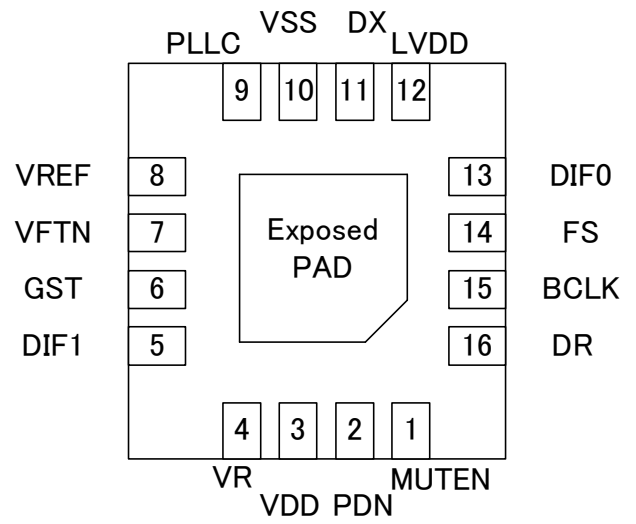 VSS DX
PLLC LVDD
9 10 11 12
VREF 8 13 DIF0
VFTN 7 14 FS
GST 6 15 BCLK
DIF1 5 16 DR
Exposed
PAD
4 3 2 1
VR MUTEN
VDD PDN